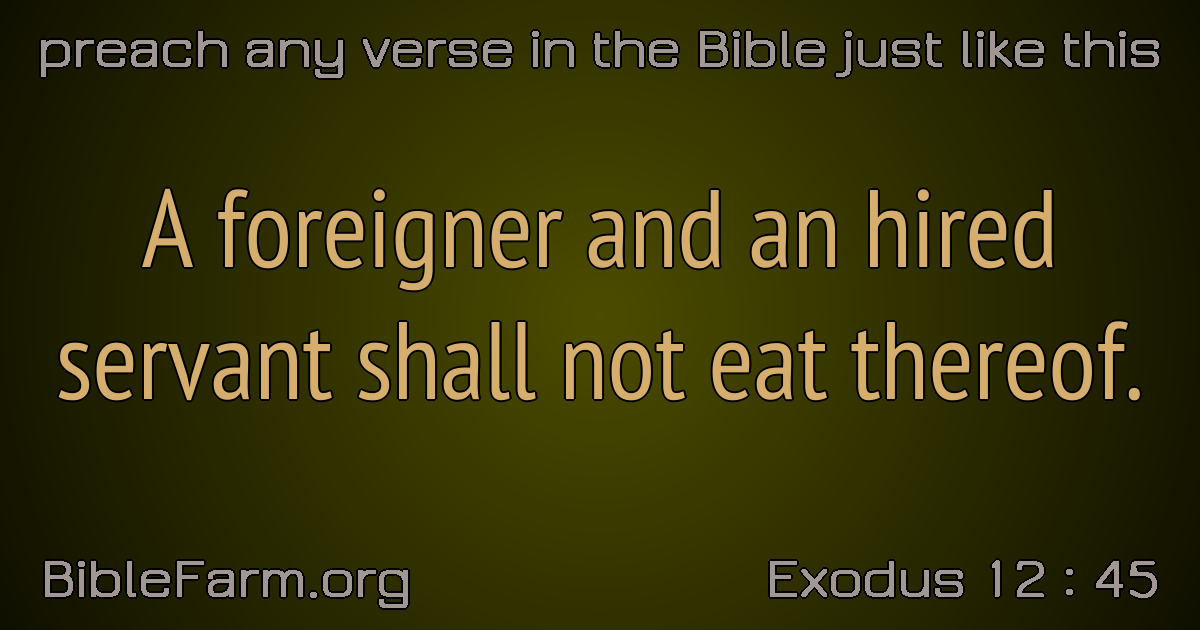 preach any verse in the Bible just like this
A foreigner and an hired
servant shall not eat thereof.
BibleFarm.org
Exodus 12 : 45